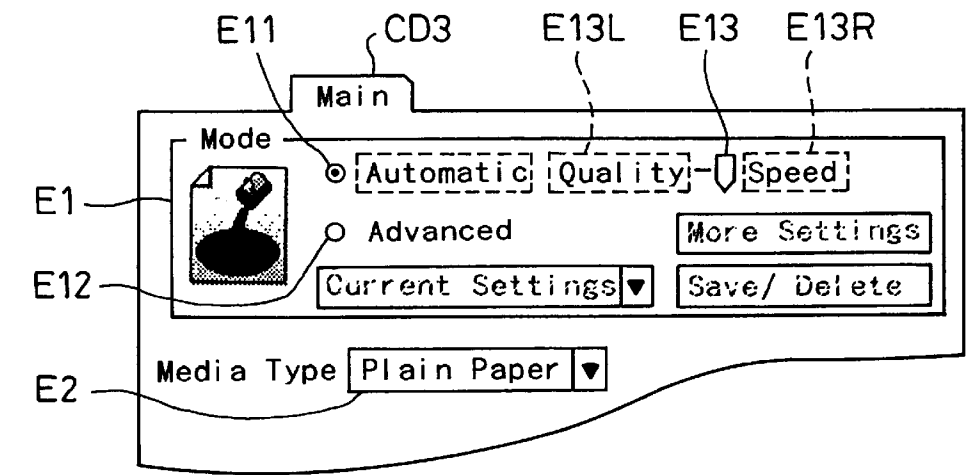 E11 CD3 E13L E13 E13R
Main
Mode
Automatic Quality Speed
E1
Advanced More Settings
E12
Current Settings Save/ Delete
Media Type Plain Paper
E2